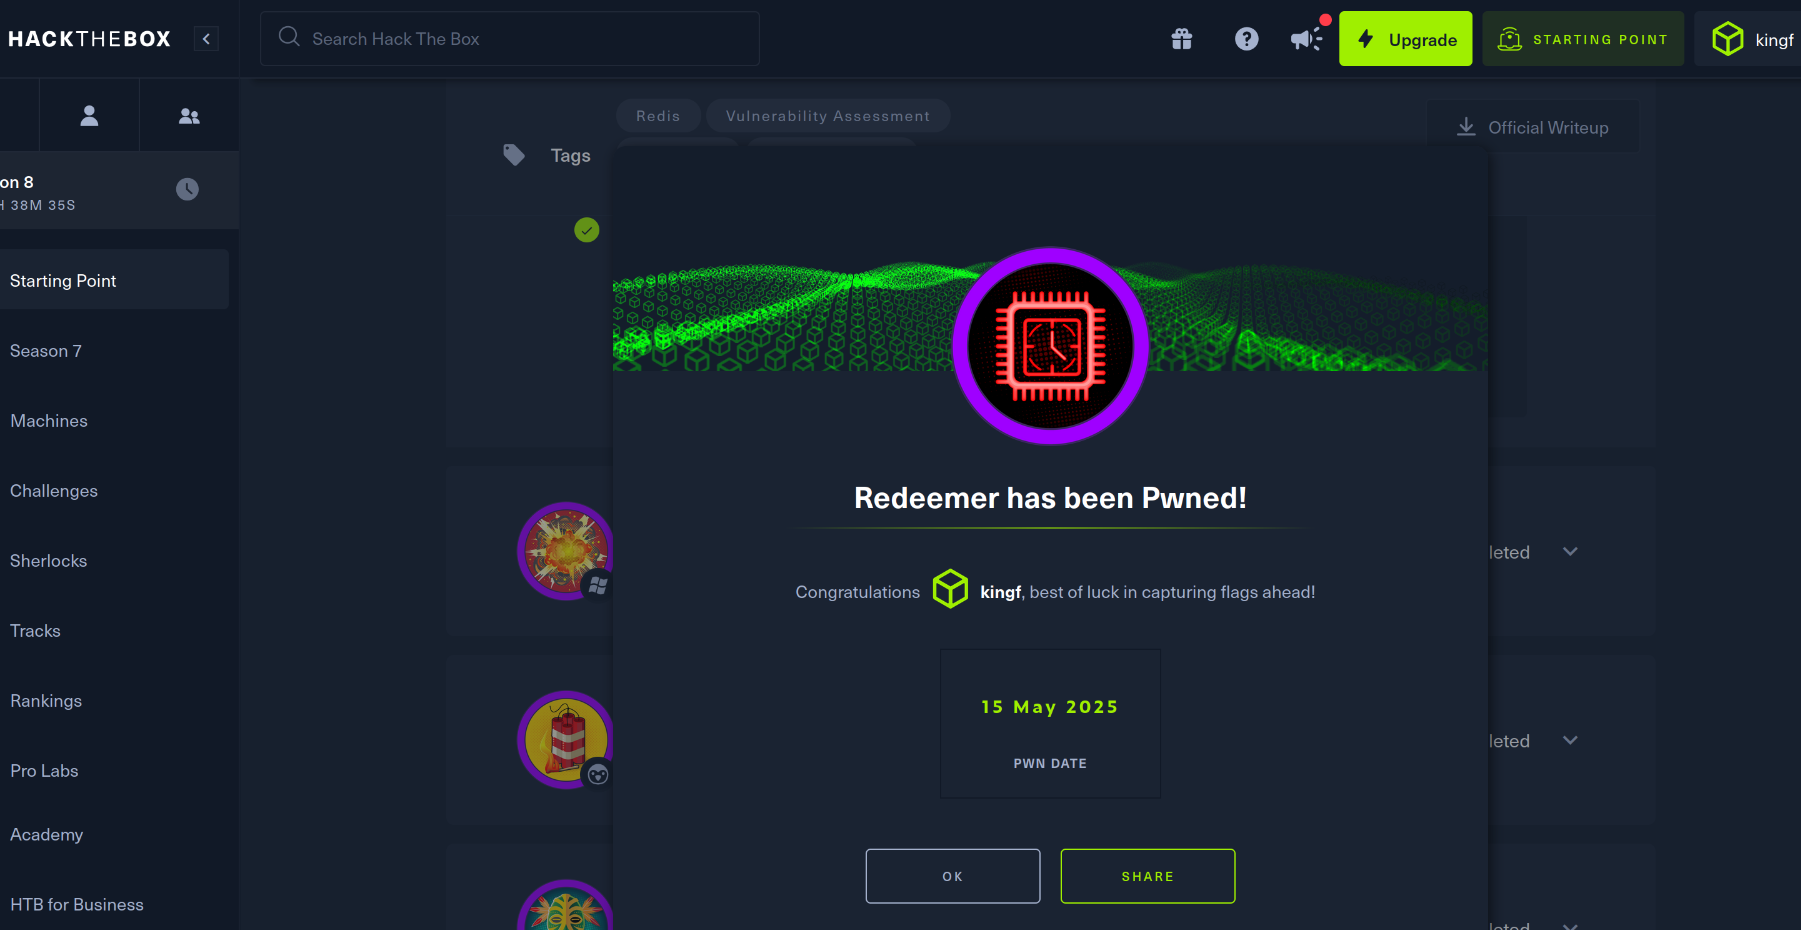 HACKTHEBOX
Search Hack The Box
Upgrade
STARTING POINT
kingf
Redis
Vulnerability Assessment
Official Writeup
Tags
on 8
H 38M 35S
Starting Point
Season 7
Machines
Challenges
Sherlocks
Tracks
Rankings
Pro Labs
Academy
HTB for Business
Redeemer has been Pwned!
Congratulations kingf, best of luck in capturing flags ahead!
15 May 2025
PWN DATE
OK
SHARE
leted
leted